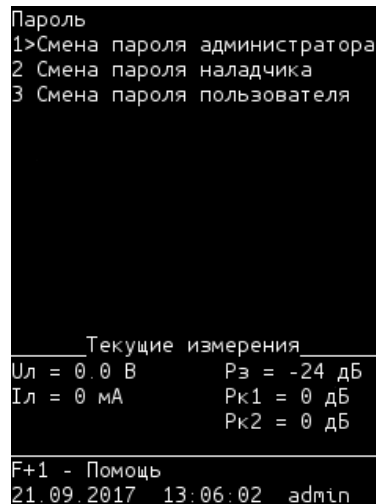 Пароль
1>Смена пароля администратора
2 Смена пароля наладчика
3 Смена пароля пользователя
Текущие измерения
Uл = 0.0 В Рз = -24 дБ
Iл = 0 мА Рк1 = 0 дБ
Рк2 = 0 дБ
F+1 - Помощь
21.09.2017 13:06:02 admin